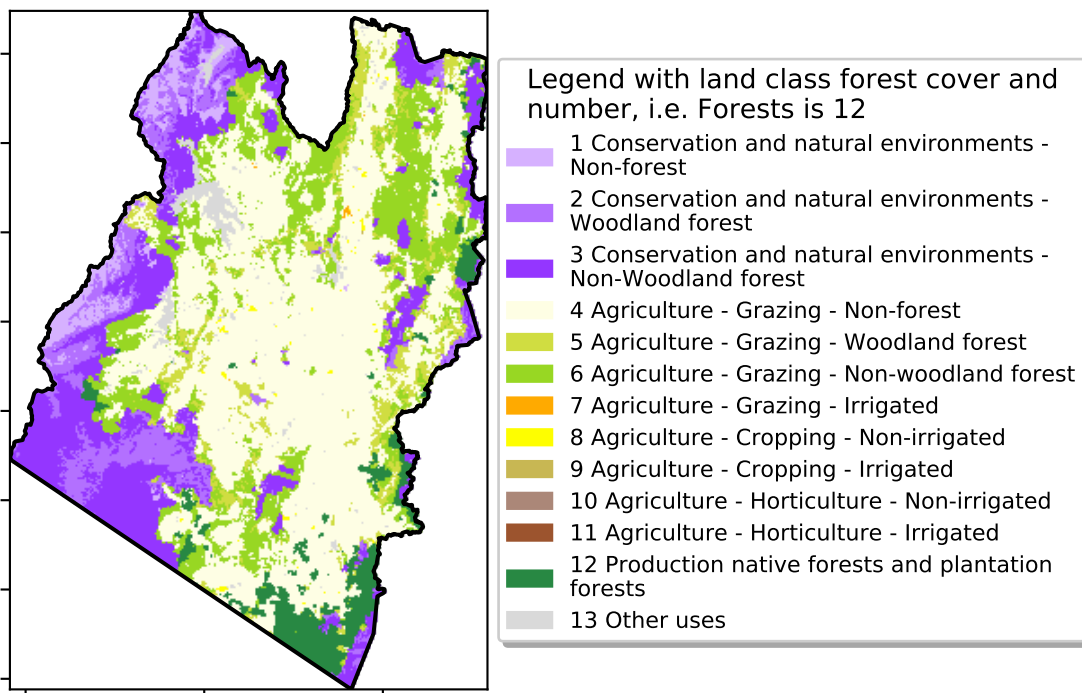 Legend with land class forest cover and
number, i.e. Forests is 12
1 Conservation and natural environments -
Non-forest
2 Conservation and natural environments -
Woodland forest
3 Conservation and natural environments -
Non-Woodland forest
4 Agriculture - Grazing - Non-forest
5 Agriculture - Grazing - Woodland forest
6 Agriculture - Grazing - Non-woodland forest
7 Agriculture - Grazing - Irrigated
8 Agriculture - Cropping - Non-irrigated
9 Agriculture - Cropping - Irrigated
10 Agriculture - Horticulture - Non-irrigated
11 Agriculture - Horticulture - Irrigated
12 Production native forests and plantation
forests
13 Other uses